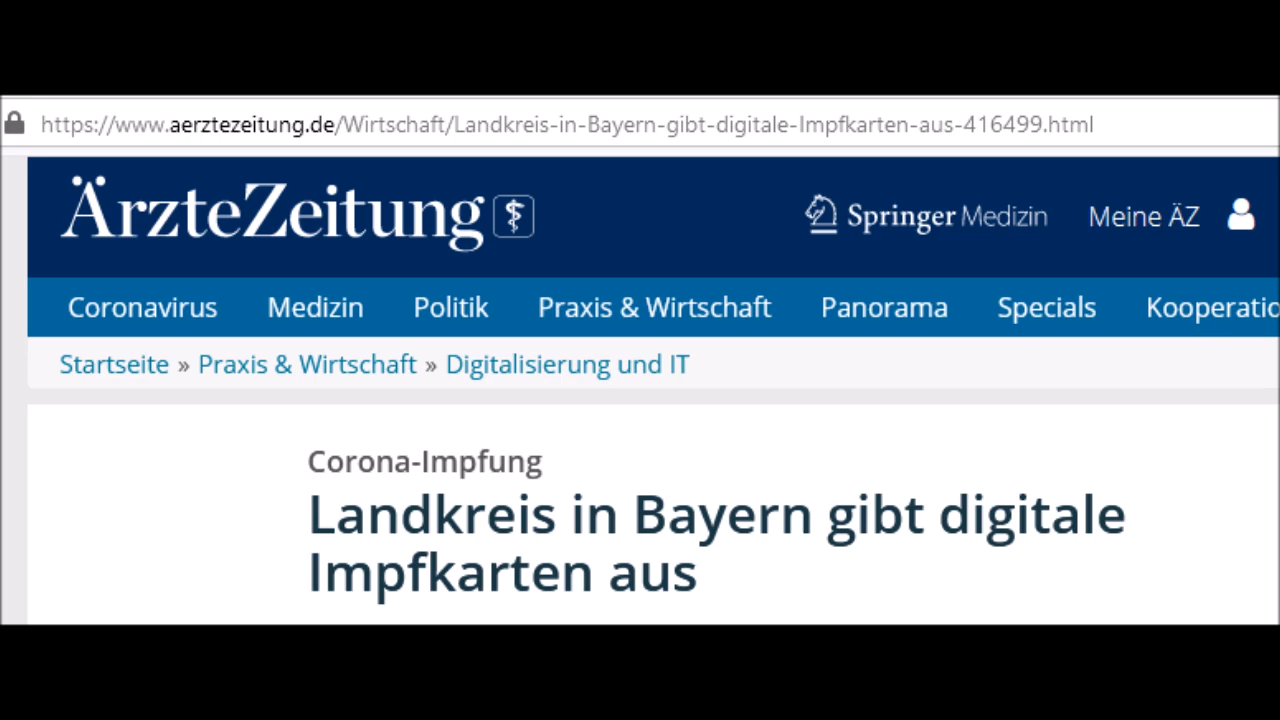 https://www.aerztezeitung.de/Wirtschaft/Landkreis-in-Bayern-gibt-digitale-Impfkarten-aus-416499.html
ÄrzteZeitung Springer Medizin Meine ÄZ
Coronavirus Medizin Politik Praxis & Wirtschaft Panorama Specials Kooperatio
Startseite » Praxis & Wirtschaft » Digitalisierung und IT
Corona-Impfung
Landkreis in Bayern gibt digitale
Impfkarten aus